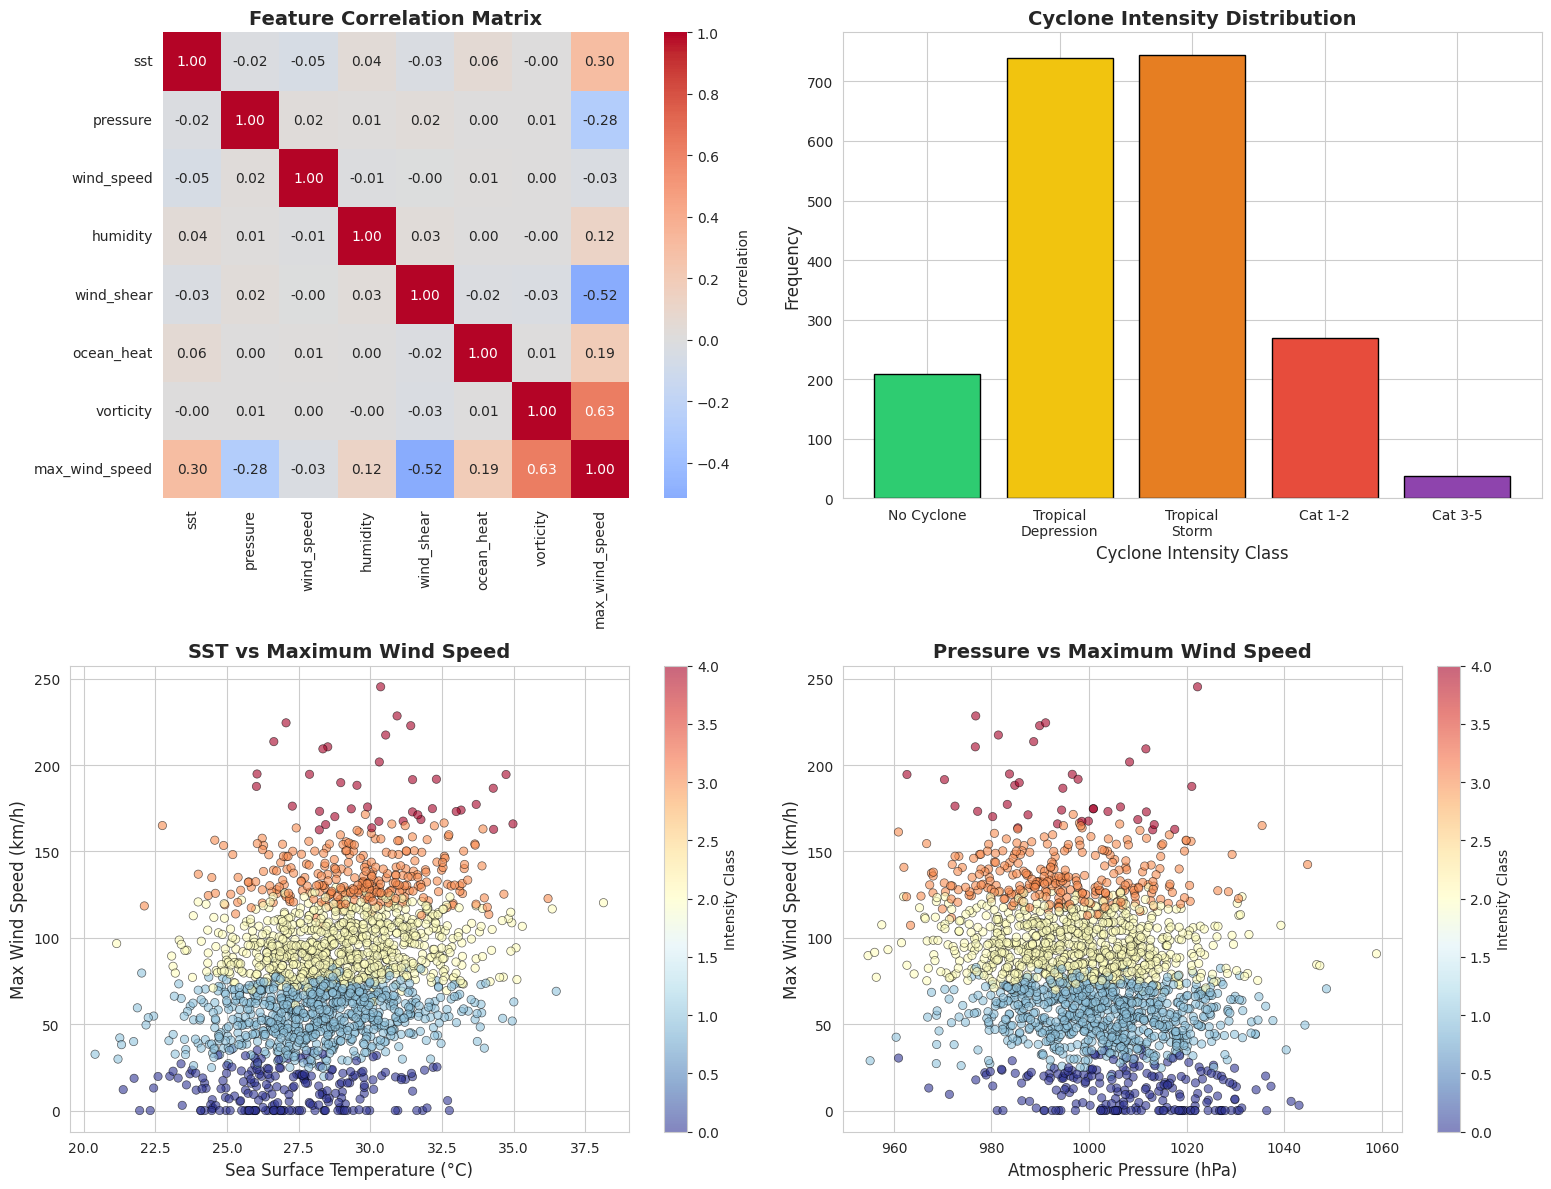 Feature Correlation Matrix
sst 1.00 -0.02 -0.05 0.04 -0.03 0.06 -0.00 0.30
pressure -0.02 1.00 0.02 0.01 0.02 0.00 0.01 -0.28
wind_speed -0.05 0.02 1.00 -0.01 -0.00 0.01 0.00 -0.03
humidity 0.04 0.01 -0.01 1.00 0.03 0.00 -0.00 0.12
wind_shear -0.03 0.02 -0.00 0.03 1.00 -0.02 -0.03 -0.52
ocean_heat 0.06 0.00 0.01 0.00 -0.02 1.00 0.01 0.19
vorticity -0.00 0.01 0.00 -0.00 -0.03 0.01 1.00 0.63
max_wind_speed 0.30 -0.28 -0.03 0.12 -0.52 0.19 0.63 1.00
sst
pressure
wind_speed
humidity
wind_shear
ocean_heat
vorticity
max_wind_speed
1.0
0.8
0.6
0.4
0.2
0.0
−0.2
−0.4
Correlation
Cyclone Intensity Distribution
Frequency
700
600
500
400
300
200
100
0
No Cyclone
Tropical
Depression
Tropical
Storm
Cat 1-2
Cat 3-5
Cyclone Intensity Class
SST vs Maximum Wind Speed
Max Wind Speed (km/h)
250
200
150
100
50
0
20.0 22.5 25.0 27.5 30.0 32.5 35.0 37.5
Sea Surface Temperature (°C)
4.0
3.5
3.0
2.5
2.0
1.5
1.0
0.5
0.0
Intensity Class
Pressure vs Maximum Wind Speed
Max Wind Speed (km/h)
250
200
150
100
50
0
960 980 1000 1020 1040 1060
Atmospheric Pressure (hPa)
4.0
3.5
3.0
2.5
2.0
1.5
1.0
0.5
0.0
Intensity Class